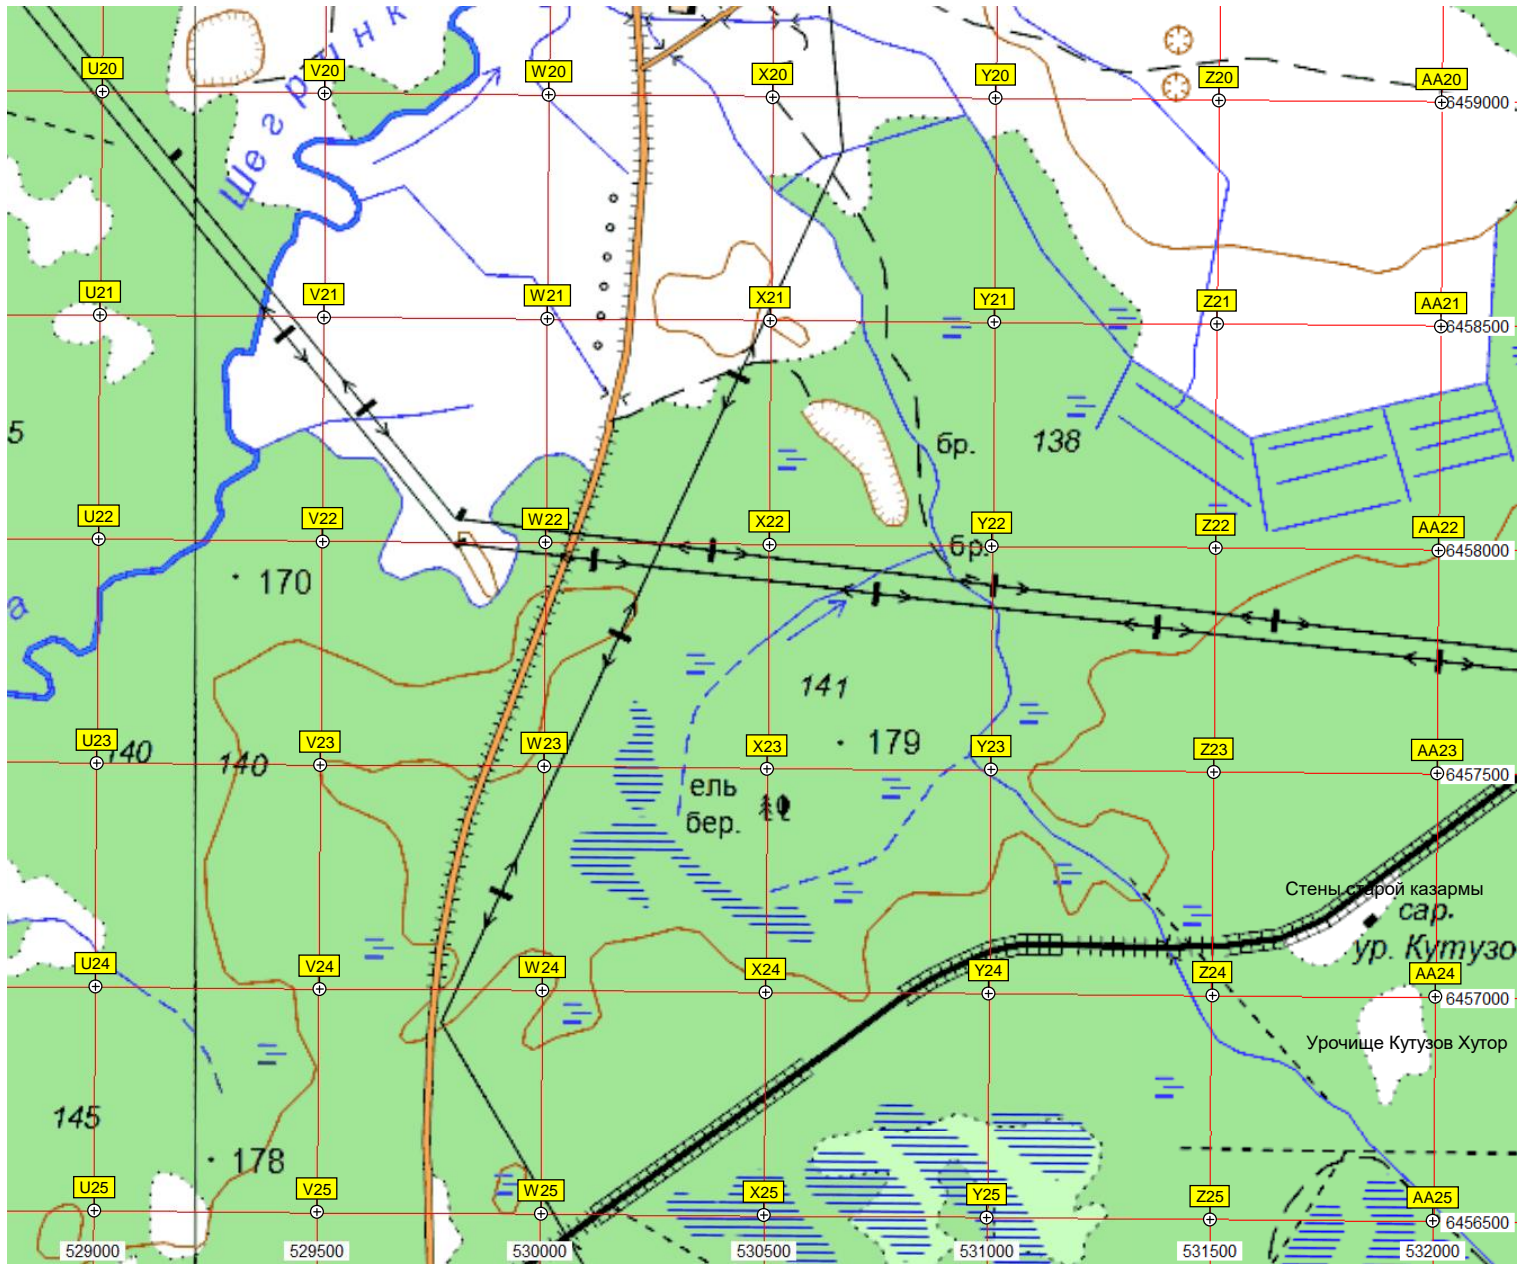 Шегринк
U20 V20 W20 X20 Y20 Z20 AA20
6459000
U21 V21 W21 X21 Y21 Z21 AA21
6458500
5
бр. 138
U22 V22 W22 X22 Y22 Z22 AA22
бр.
6458000
170
а
141
179
U23 V23 W23 X23 Y23 Z23 AA23
140 140
6457500
ель
бер.
Стены старой казармы
сар.
ур. Кутузо
U24 V24 W24 X24 Y24 Z24 AA24
6457000
Урочище Кутузов Хутор
145
178
U25 V25 W25 X25 Y25 Z25 AA25
6456500
529000 529500 530000 530500 531000 531500 532000